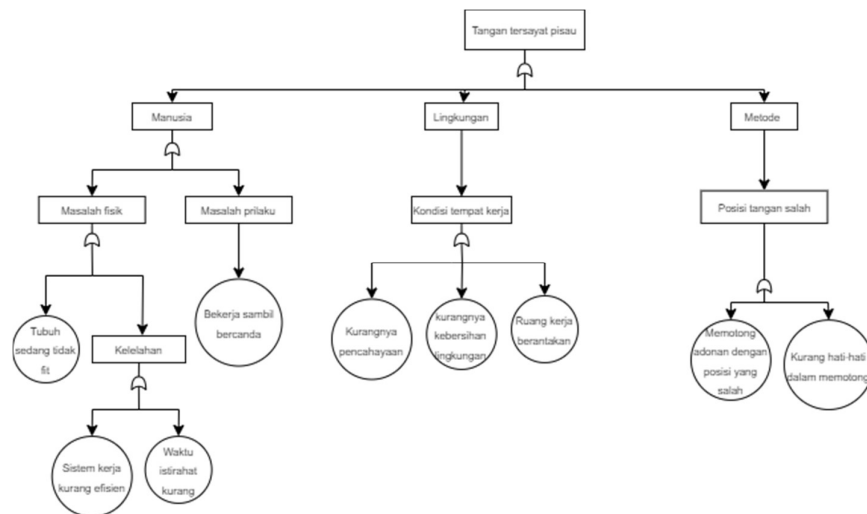 Tangan tersayat pisau
Manusia
Lingkungan
Metode
Masalah fisik
Masalah prilaku
Kondisi tempat kerja
Posisi tangan salah
Tubuh
sedang tidak
fit
Kelelahan
Bekerja sambil
bercanda
Kurangnya
pencahayaan
kurangnya
kebersihan
lingkungan
Ruang kerja
berantakan
Memotong
adonan dengan
posisi yang
salah
Kurang hati-hati
dalam memotong
Sistem kerja
kurang efisien
Waktu
istirahat
kurang